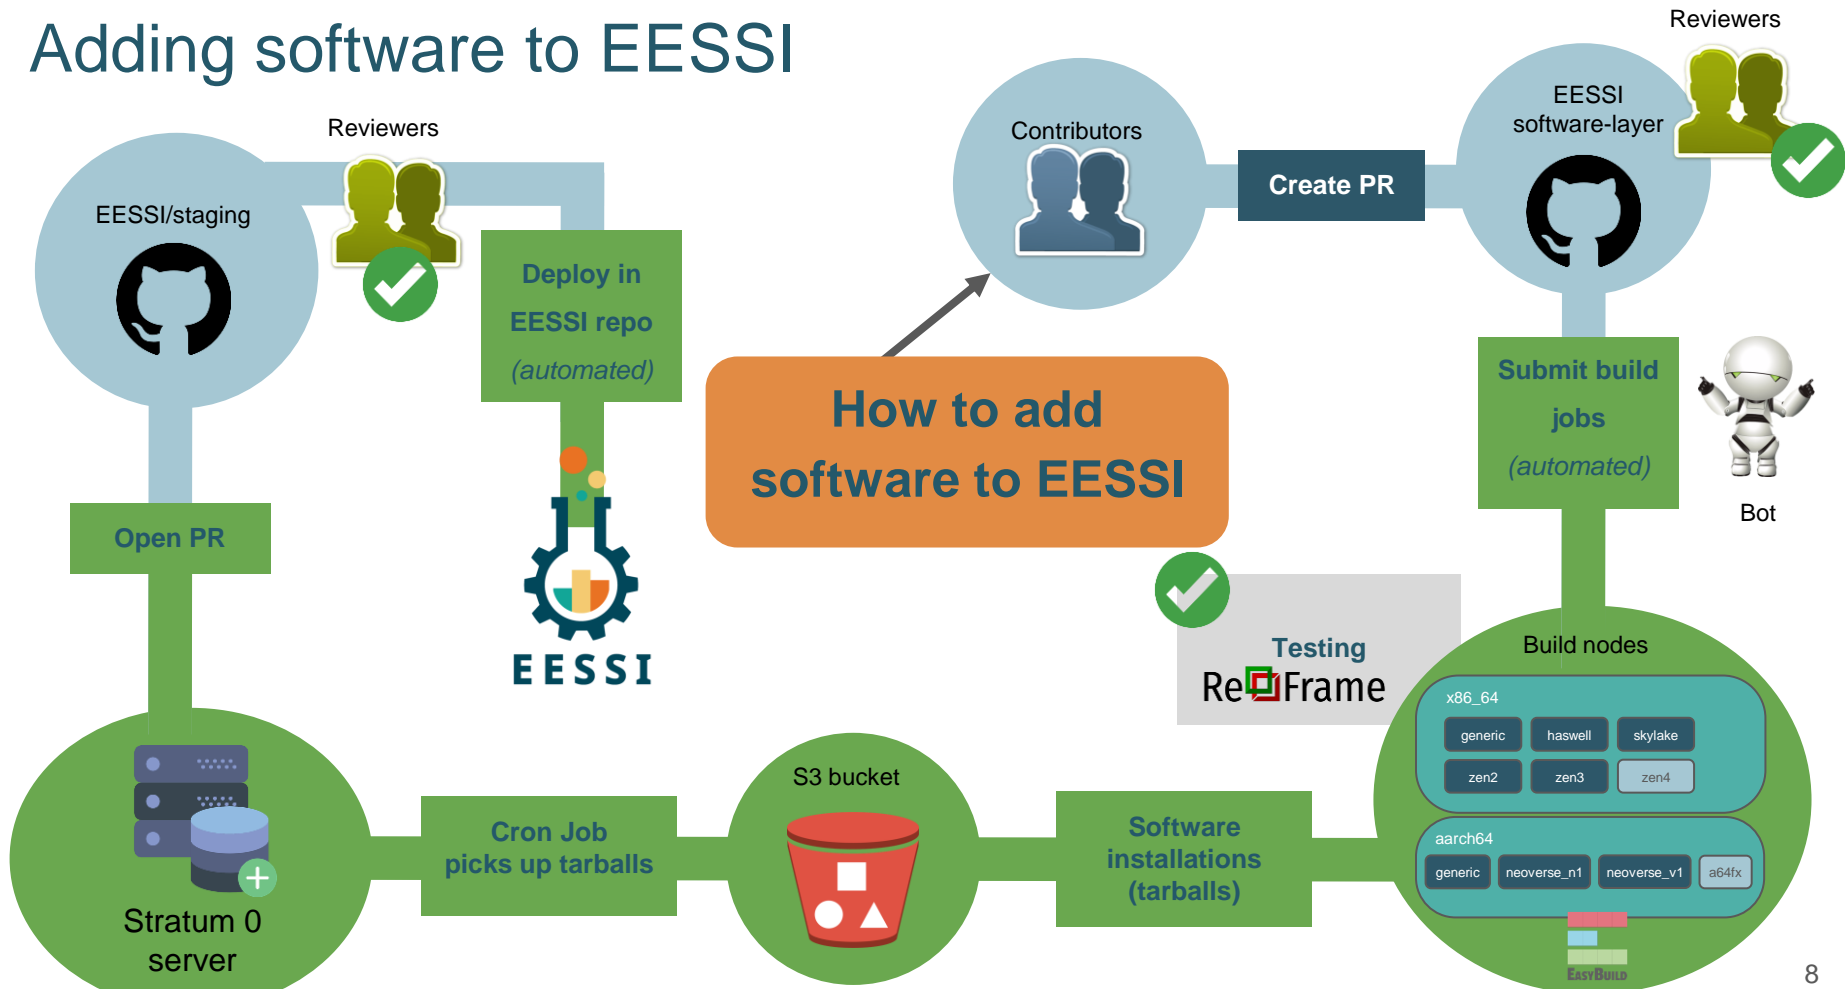 Adding software to EESSI
Reviewers
EESSI/staging
Deploy in
EESSI repo
(automated)
EESSI
Open PR
Stratum 0
server
Cron Job
picks up tarballs
S3 bucket
Software
installations
(tarballs)
How to add
software to EESSI
Contributors
Create PR
EESSI
software-layer
Reviewers
Submit build
jobs
(automated)
Bot
Testing
ReFrame
Build nodes
x86_64
generic
haswell
skylake
zen2
zen3
zen4
aarch64
generic
neoverse_n1
neoverse_v1
a64fx
EASYBUILD
8